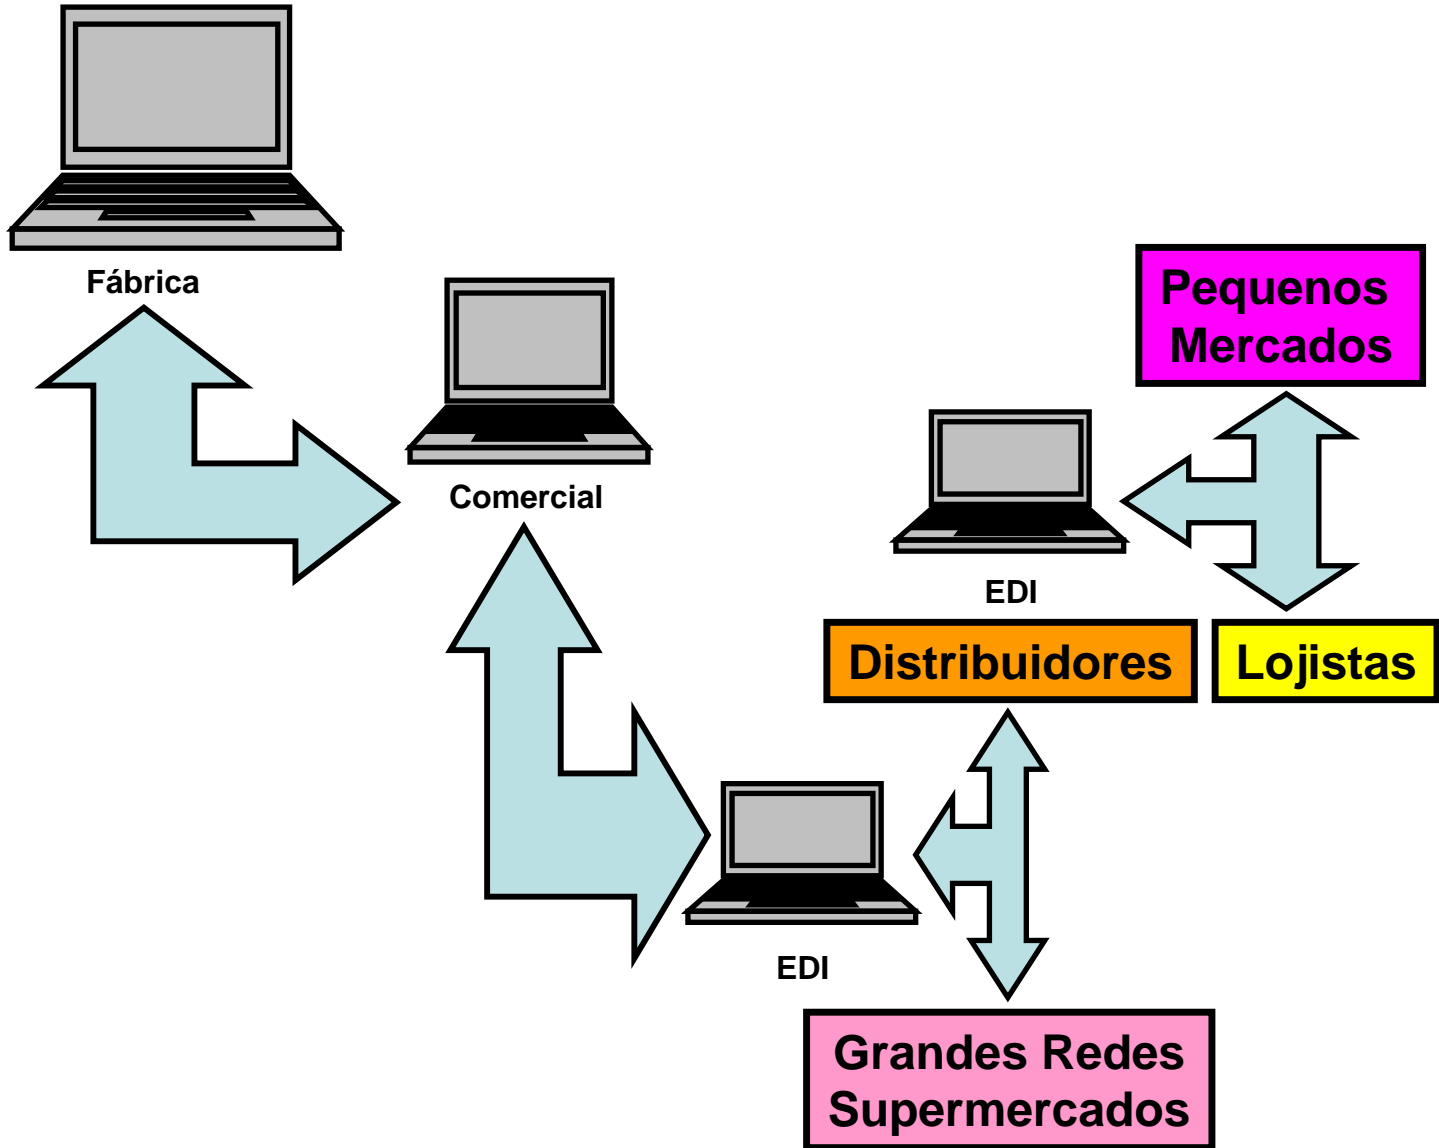 Fábrica
Pequenos
Mercados
Comercial
EDI
Distribuidores
Lojistas
EDI
Grandes Redes
Supermercados